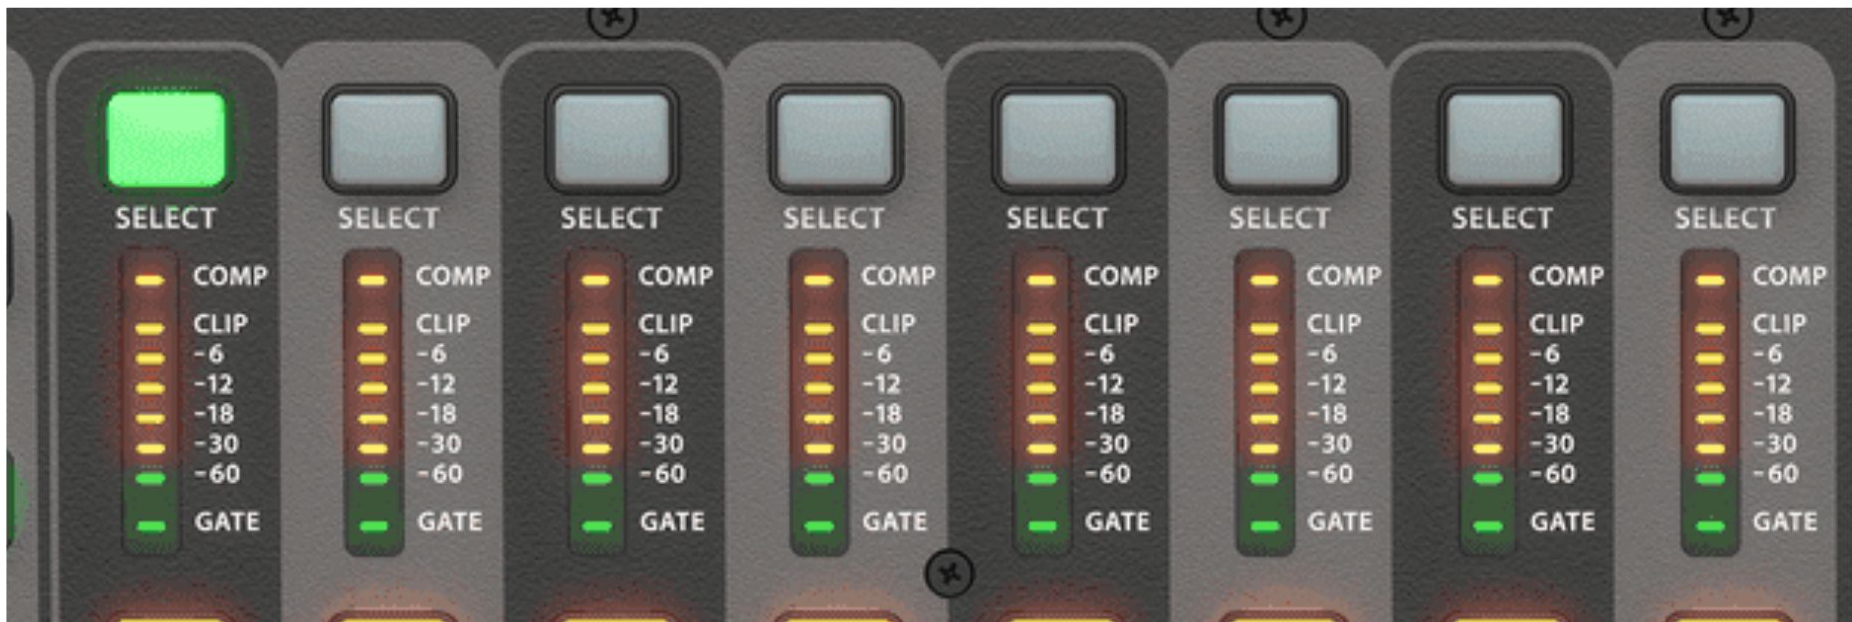 SELECT SELECT SELECT SELECT SELECT SELECT SELECT SELECT
COMP COMP COMP COMP COMP COMP COMP COMP
CLIP CLIP CLIP CLIP CLIP CLIP CLIP CLIP
-6 -6 -6 -6 -6 -6 -6 -6
-12 -12 -12 -12 -12 -12 -12 -12
-18 -18 -18 -18 -18 -18 -18 -18
-30 -30 -30 -30 -30 -30 -30 -30
-60 -60 -60 -60 -60 -60 -60 -60
GATE GATE GATE GATE GATE GATE GATE GATE